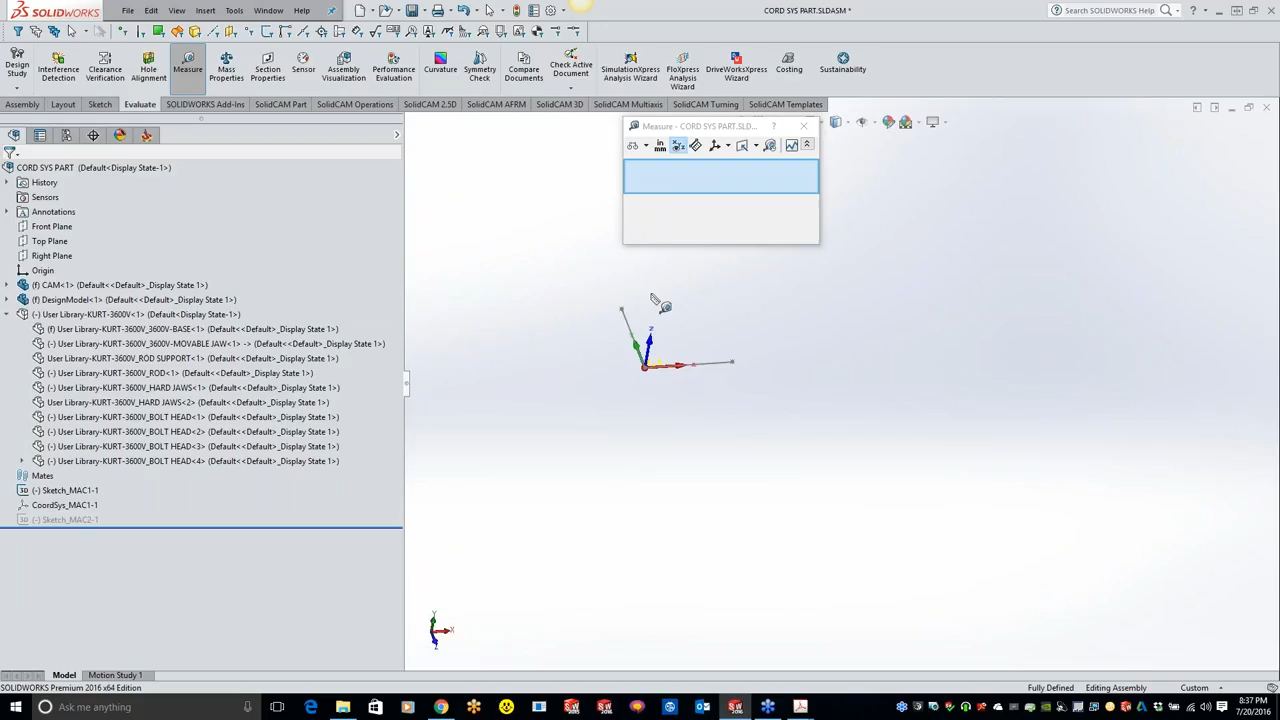 SOLIDWORKS
File Edit View Insert Tools Window Help
CORD SYS PART.SLDASM *
Search SOLIDWORKS Help
Design Study
Interference Detection
Clearance Verification
Hole Alignment
Measure
Mass Properties
Section Properties
Sensor
Assembly Visualization
Performance Evaluation
Curvature
Symmetry Check
Compare Documents
Check Active Document
SimulationXpress Analysis Wizard
FloXpress Analysis Wizard
DriveWorksXpress Wizard
Costing
Sustainability
Assembly Layout Sketch Evaluate SOLIDWORKS Add-Ins SolidCAM Part SolidCAM Operations SolidCAM 2.5D SolidCAM AFRM SolidCAM 3D SolidCAM Multiaxis SolidCAM Turning SolidCAM Templates
Measure - CORD SYS PART.SLD... ?
in
mm
CORD SYS PART (Default<Display State-1>)
History
Sensors
Annotations
Front Plane
Top Plane
Right Plane
Origin
(f) CAM<1> (Default<<Default>_Display State 1>)
(f) DesignModel<1> (Default<<Default>_Display State 1>)
(-) User Library-KURT-3600V<1> (Default<Display State-1>)
(f) User Library-KURT-3600V_3600V-BASE<1> (Default<<Default>_Display State 1>)
(-) User Library-KURT-3600V_3600V-MOVABLE JAW<1> -> (Default<<Default>_Display State 1>)
User Library-KURT-3600V_ROD SUPPORT<1> (Default<<Default>_Display State 1>)
(-) User Library-KURT-3600V_ROD<1> (Default<<Default>_Display State 1>)
(-) User Library-KURT-3600V_HARD JAWS<1> (Default<<Default>_Display State 1>)
User Library-KURT-3600V_HARD JAWS<2> (Default<<Default>_Display State 1>)
(-) User Library-KURT-3600V_BOLT HEAD<1> (Default<<Default>_Display State 1>)
(-) User Library-KURT-3600V_BOLT HEAD<2> (Default<<Default>_Display State 1>)
(-) User Library-KURT-3600V_BOLT HEAD<3> (Default<<Default>_Display State 1>)
(-) User Library-KURT-3600V_BOLT HEAD<4> (Default<<Default>_Display State 1>)
Mates
(-) Sketch_MAC1-1
CoordSys_MAC1-1
(-) Sketch_MAC2-1
Z
X
Y
X
Z
Model Motion Study 1
SOLIDWORKS Premium 2016 x64 Edition
Fully Defined Editing Assembly Custom
Ask me anything
8:37 PM
7/20/2016